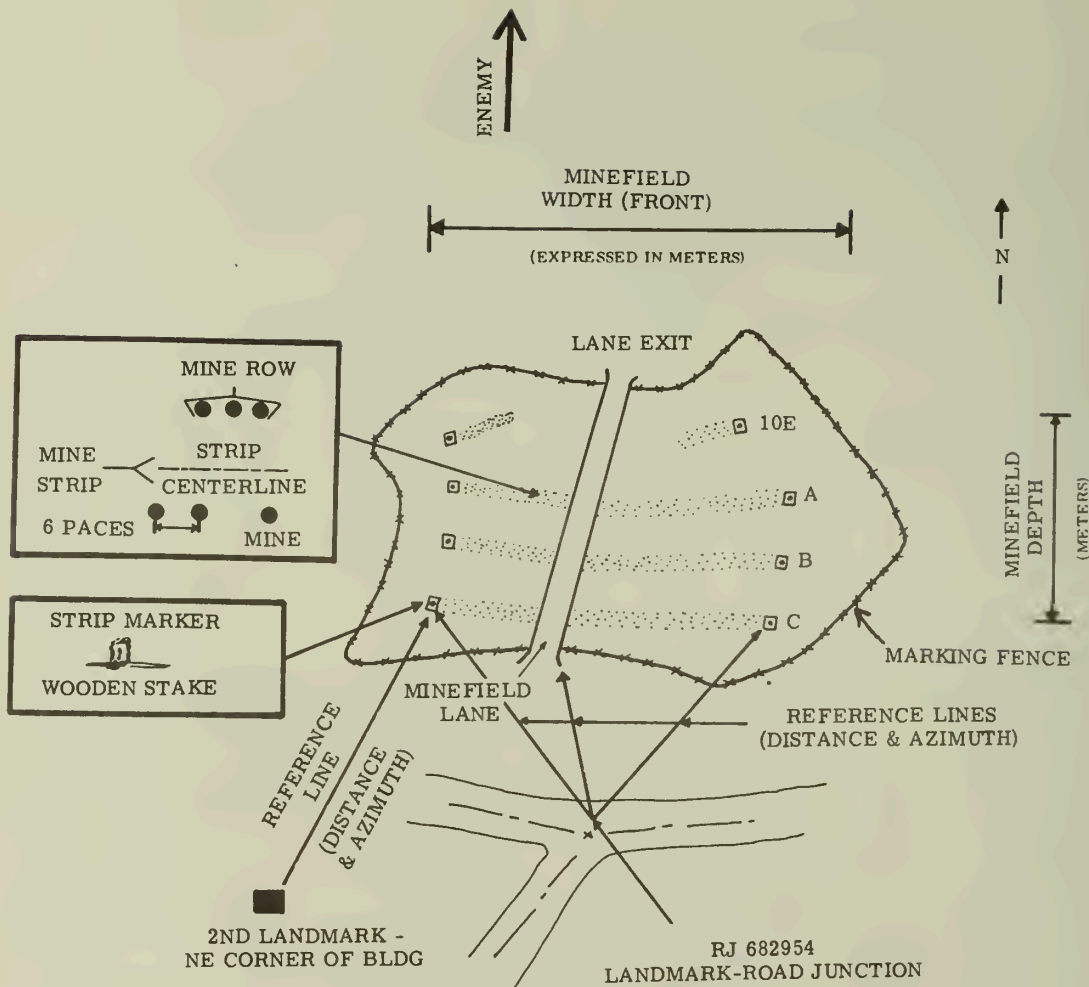 ENEMY
MINEFIELD
WIDTH (FRONT)
(EXPRESSED IN METERS)
N
LANE EXIT
MINE ROW
MINE
STRIP
STRIP
CENTERLINE
6 PACES
MINE
10E
A
B
C
MINEFIELD
DEPTH
(METERS)
STRIP MARKER
WOODEN STAKE
MARKING FENCE
MINEFIELD
LANE
REFERENCE LINES
(DISTANCE & AZIMUTH)
REFERENCE
LINE
(DISTANCE
& AZIMUTH)
2ND LANDMARK -
NE CORNER OF BLDG
RJ 682954
LANDMARK-ROAD JUNCTION